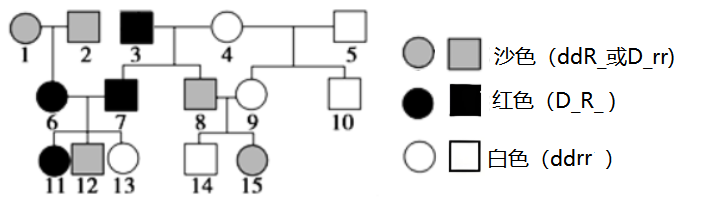 1 2 3 4 5
沙色（ddR_或D_rr)
6 7 8 9 10
红色（D_R_ ）
11 12 13 14 15
白色（ddrr ）